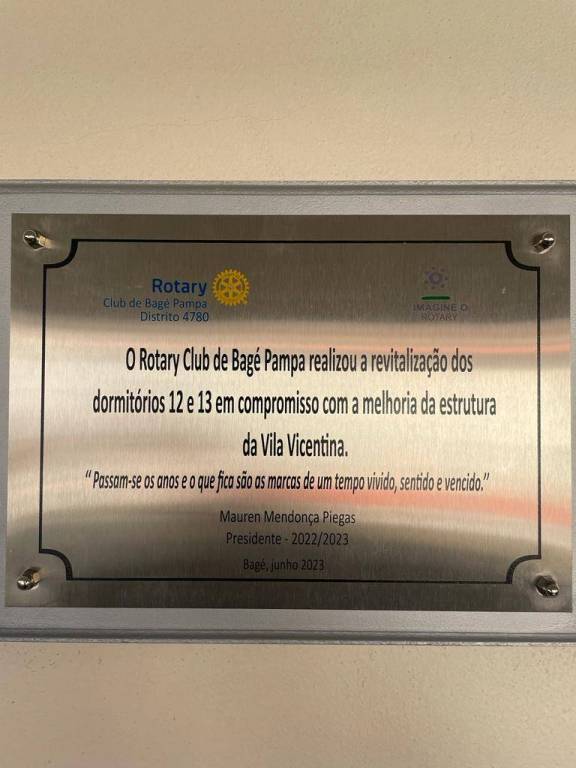 Rotary
Club de Bagé Pampa
Distrito 4780
IMAGINE O
ROTARY
O Rotary Club de Bagé Pampa realizou a revitalização dos
dormitórios 12 e 13 em compromisso com a melhoria da estrutura
da Vila Vicentina.
“Passam-se os anos e o que fica são as marcas de um tempo vivido, sentido e vencido.”
Mauren Mendonça Piegas
Presidente - 2022/2023
Bagé, junho 2023